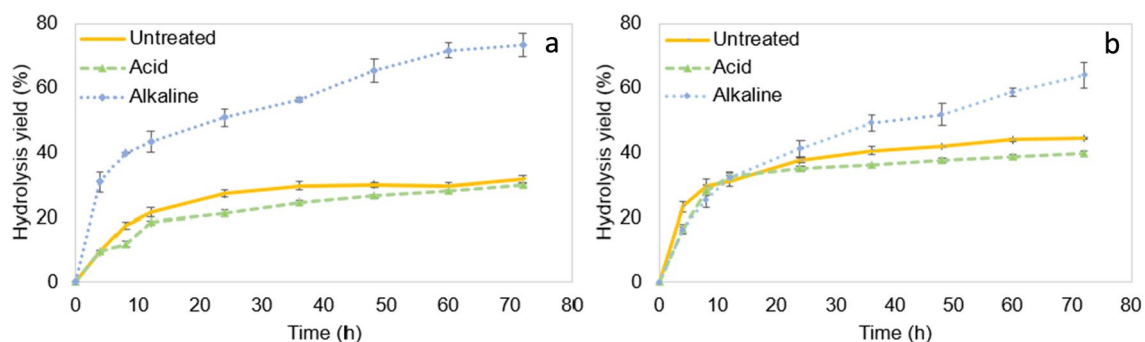 80
60
40
20
0
Hydrolysis yield (%)
Untreated
Acid
Alkaline
a
0 10 20 30 40 50 60 70 80
Time (h)
80
60
40
20
0
Hydrolysis yield (%)
Untreated
Acid
Alkaline
b
0 10 20 30 40 50 60 70 80
Time (h)